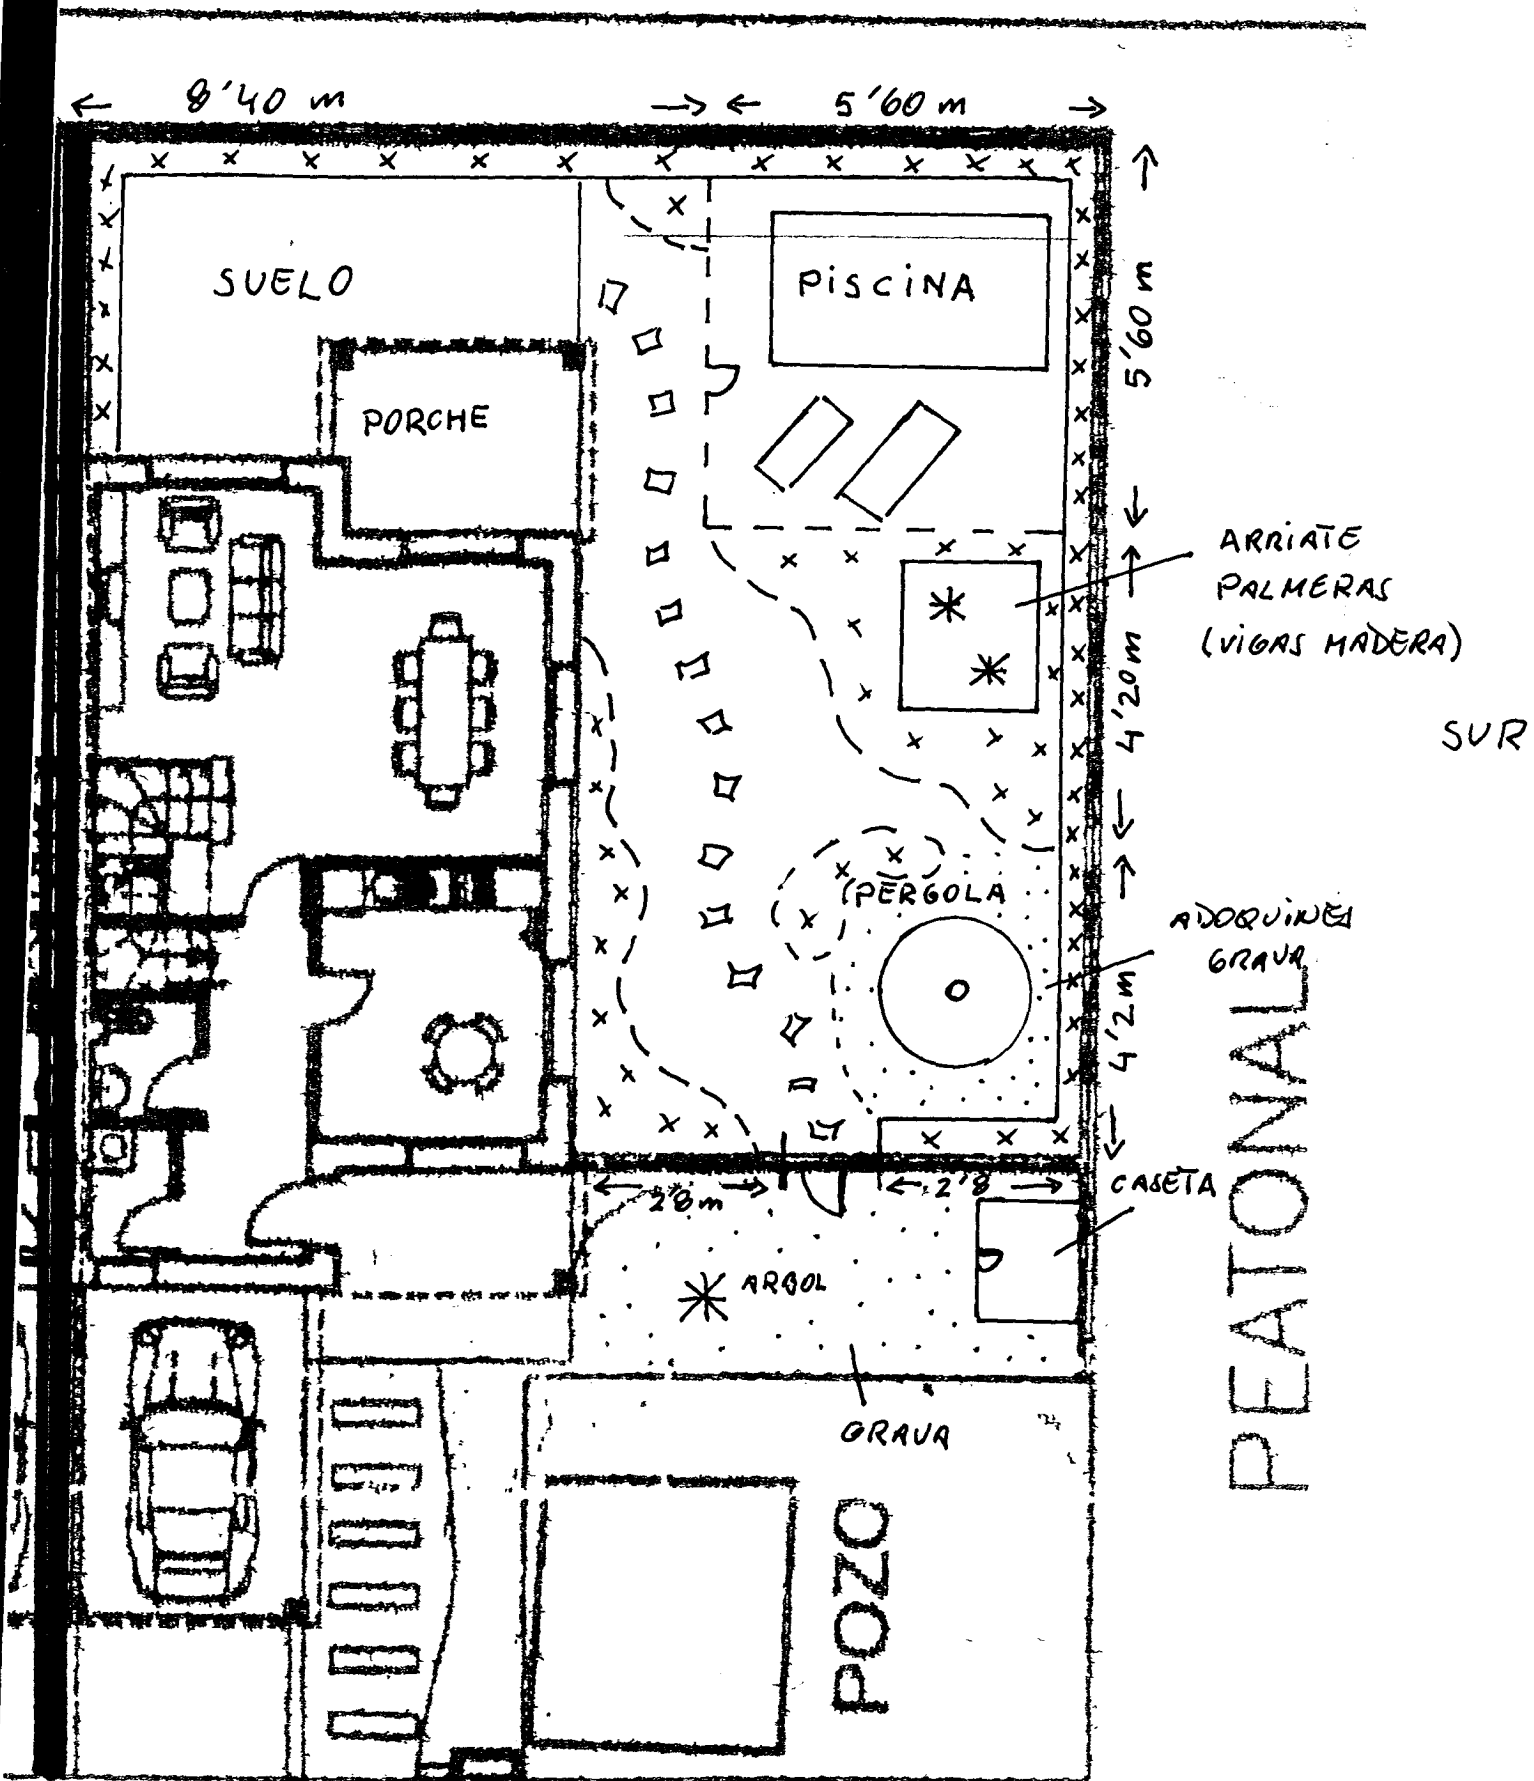 8'40 m
5'60 m
SUELO
PISCINA
5'60 m
PORCHE
ARRIATE
PALMERAS
(VIGAS MADERA)
4'20 m
SUR
(PERGOLA
ADOQUINES
GRAVA
4'2 m
PEATONAL
2'8 m
2'8
CASETA
ARBOL
GRAVA
POZO